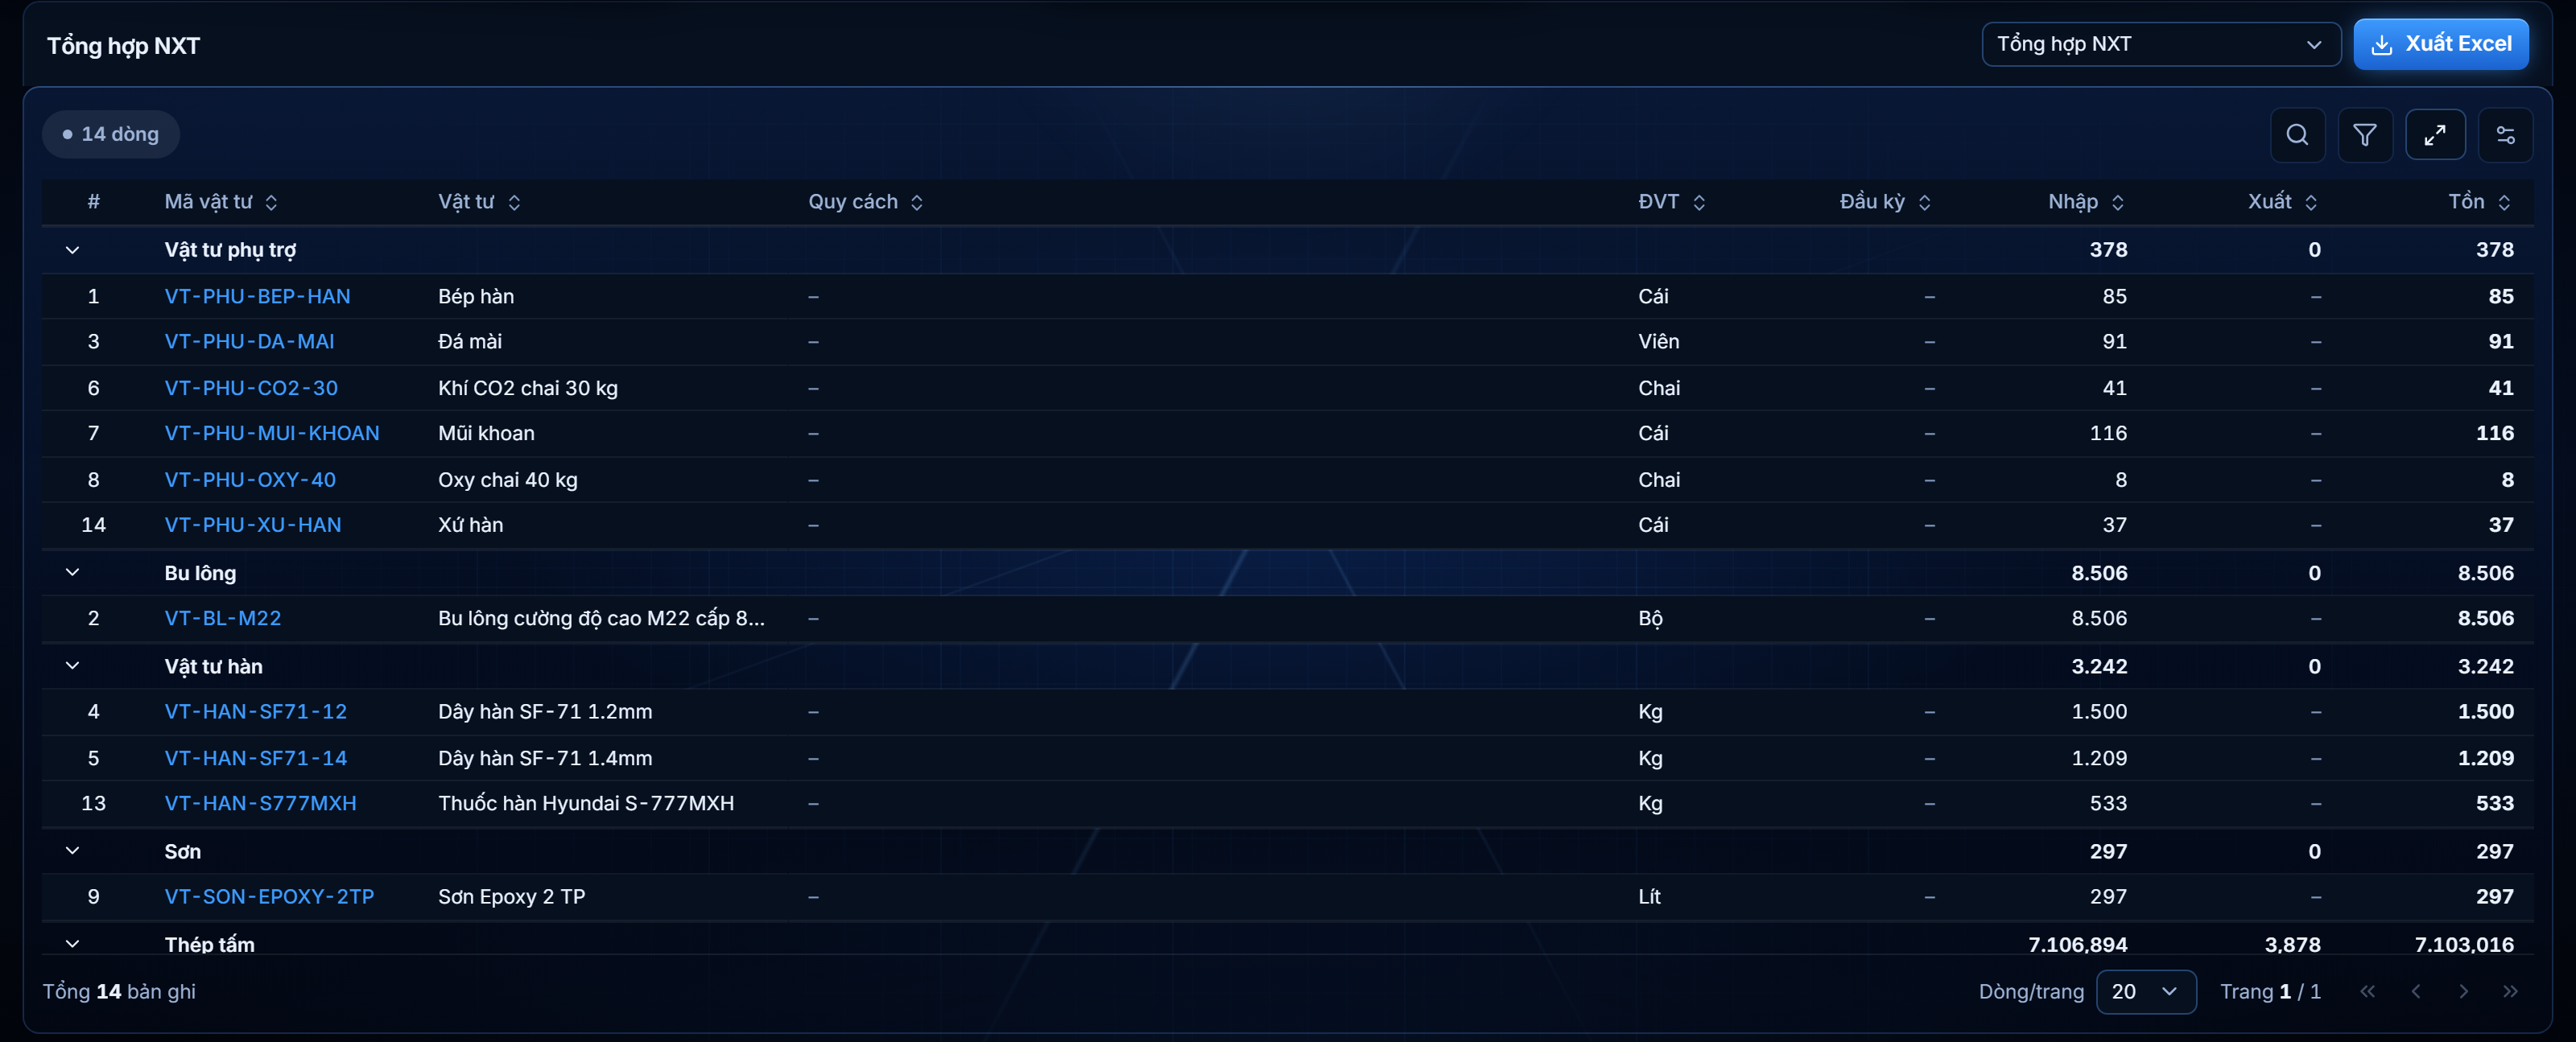 Tổng hợp NXT
Tổng hợp NXT
Xuất Excel
14 dòng
# Mã vật tư Vật tư Quy cách ĐVT Đầu kỳ Nhập Xuất Tồn
Vật tư phụ trợ 378 0 378
1 VT-PHU-BEP-HAN Bép hàn – Cái – 85 – 85
3 VT-PHU-DA-MAI Đá mài – Viên – 91 – 91
6 VT-PHU-CO2-30 Khí CO2 chai 30 kg – Chai – 41 – 41
7 VT-PHU-MUI-KHOAN Mũi khoan – Cái – 116 – 116
8 VT-PHU-OXY-40 Oxy chai 40 kg – Chai – 8 – 8
14 VT-PHU-XU-HAN Xứ hàn – Cái – 37 – 37
Bu lông 8.506 0 8.506
2 VT-BL-M22 Bu lông cường độ cao M22 cấp 8... – Bộ – 8.506 – 8.506
Vật tư hàn 3.242 0 3.242
4 VT-HAN-SF71-12 Dây hàn SF-71 1.2mm – Kg – 1.500 – 1.500
5 VT-HAN-SF71-14 Dây hàn SF-71 1.4mm – Kg – 1.209 – 1.209
13 VT-HAN-S777MXH Thuốc hàn Hyundai S-777MXH – Kg – 533 – 533
Sơn 297 0 297
9 VT-SON-EPOXY-2TP Sơn Epoxy 2 TP – Lít – 297 – 297
Thép tấm 7.106,894 3,878 7.103,016
Tổng 14 bản ghi
Dòng/trang 20 Trang 1 / 1